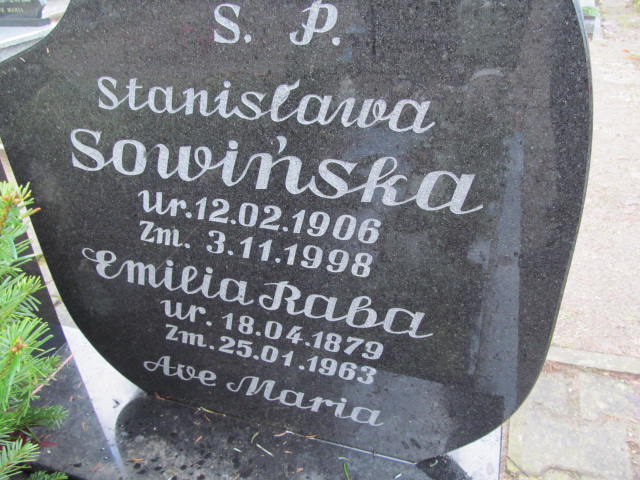 S. P.
Stanisława
Sowińska
ur. 12.02.1906
Zm. 3.11.1998
Emilia Raba
ur. 18.04.1879
Zm. 25.01.1963
Ave Maria